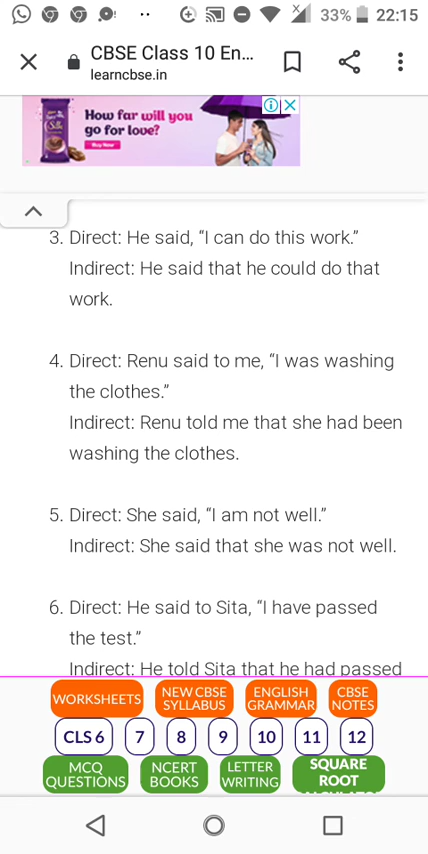 33% 22:15
CBSE Class 10 En...
learncbse.in
How far will you
go for love?
Buy Now
3. Direct: He said, “I can do this work.”
Indirect: He said that he could do that
work.
4. Direct: Renu said to me, “I was washing
the clothes.”
Indirect: Renu told me that she had been
washing the clothes.
5. Direct: She said, “I am not well.”
Indirect: She said that she was not well.
6. Direct: He said to Sita, “I have passed
the test.”
Indirect: He told Sita that he had passed
WORKSHEETS
NEW CBSE
SYLLABUS
ENGLISH
GRAMMAR
CBSE
NOTES
CLS 6 7 8 9 10 11 12
MCQ
QUESTIONS
NCERT
BOOKS
LETTER
WRITING
SQUARE
ROOT